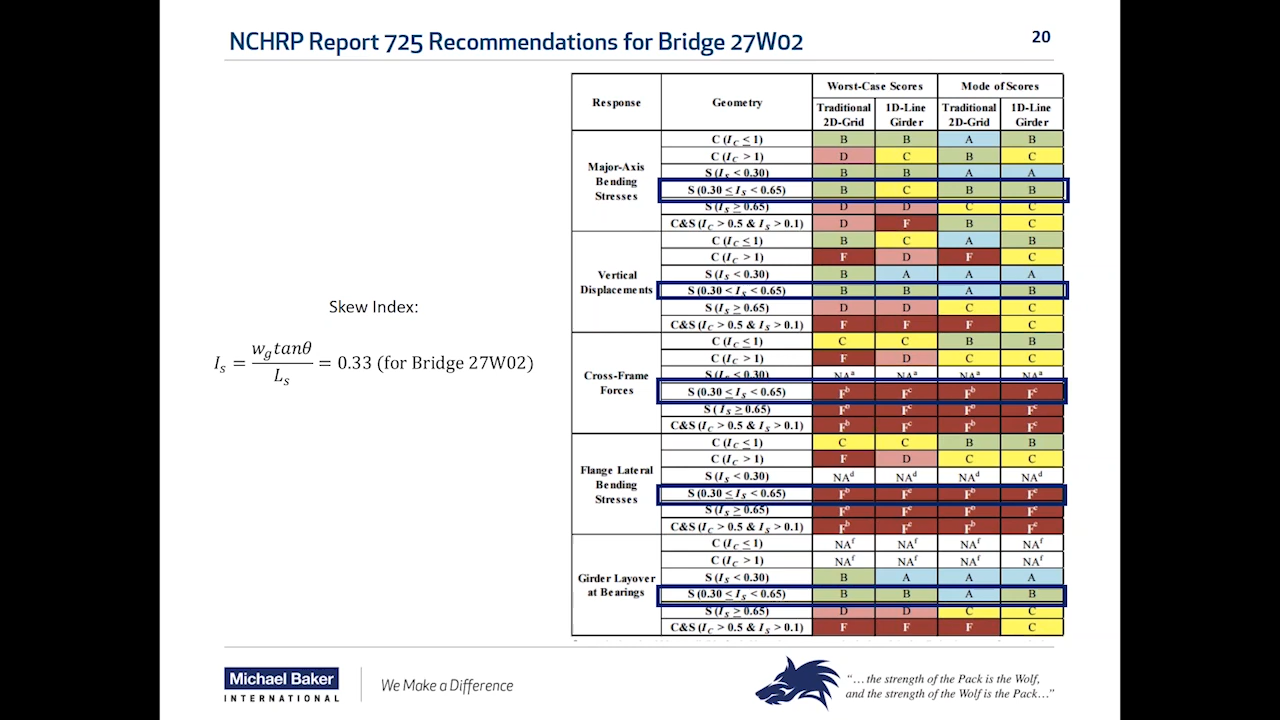 NCHRP Report 725 Recommendations for Bridge 27W02
20
Skew Index:
I_s = w_g tanθ / L_s = 0.33 (for Bridge 27W02)
Response Geometry Worst-Case Scores Mode of Scores
Traditional 2D-Grid 1D-Line Girder Traditional 2D-Grid 1D-Line Girder
Major-Axis Bending Stresses
C (I_C ≤ 1) B B A B
C (I_C > 1) D C B C
S (I_S < 0.30) B B A A
S (0.30 ≤ I_S < 0.65) B C B B
S (I_S ≥ 0.65) D D C C
C&S (I_C > 0.5 & I_S > 0.1) D F B C
Vertical Displacements
C (I_C ≤ 1) B C A B
C (I_C > 1) F D F C
S (I_S < 0.30) B A A A
S (0.30 ≤ I_S < 0.65) B B A B
S (I_S ≥ 0.65) D D C C
C&S (I_C > 0.5 & I_S > 0.1) F F F C
Cross-Frame Forces
C (I_C ≤ 1) C C B B
C (I_C > 1) F D C C
S (I_S < 0.30) NA^a NA^a NA^a NA^a
S (0.30 ≤ I_S < 0.65) F^b F^c F^b F^c
S (I_S ≥ 0.65) F^b F^c F^b F^c
C&S (I_C > 0.5 & I_S > 0.1) F^b F^c F^b F^c
Flange Lateral Bending Stresses
C (I_C ≤ 1) C C B B
C (I_C > 1) F D C C
S (I_S < 0.30) NA^d NA^d NA^d NA^d
S (0.30 ≤ I_S < 0.65) F^b F^e F^b F^e
S (I_S ≥ 0.65) F^b F^e F^b F^e
C&S (I_C > 0.5 & I_S > 0.1) F^b F^e F^b F^e
Girder Layover at Bearings
C (I_C ≤ 1) NA^f NA^f NA^f NA^f
C (I_C > 1) NA^f NA^f NA^f NA^f
S (I_S < 0.30) B A A A
S (0.30 ≤ I_S < 0.65) B B A B
S (I_S ≥ 0.65) D D C C
C&S (I_C > 0.5 & I_S > 0.1) F F F C
Michael Baker
INTERNATIONAL
We Make a Difference
“…the strength of the Pack is the Wolf,
and the strength of the Wolf is the Pack…”